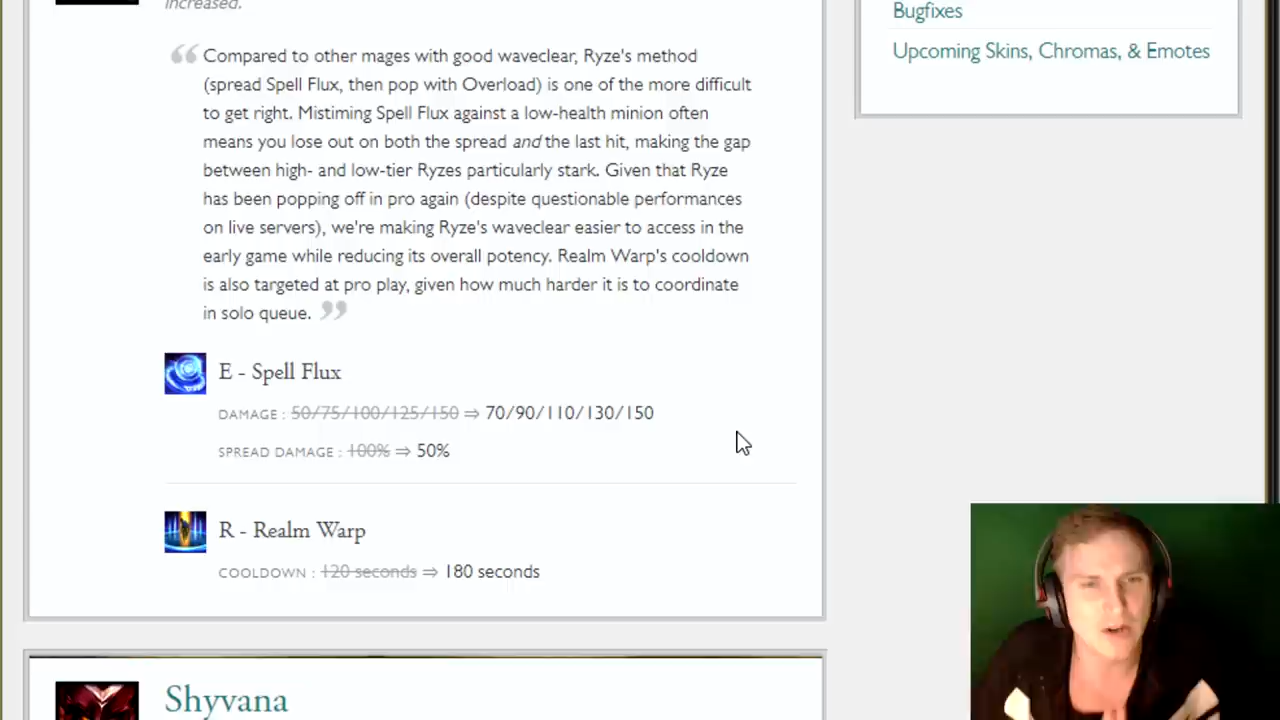 increased.
Bugfixes
Upcoming Skins, Chromas, & Emotes
“ Compared to other mages with good waveclear, Ryze's method
(spread Spell Flux, then pop with Overload) is one of the more difficult
to get right. Mistiming Spell Flux against a low-health minion often
means you lose out on both the spread and the last hit, making the gap
between high- and low-tier Ryzes particularly stark. Given that Ryze
has been popping off in pro again (despite questionable performances
on live servers), we're making Ryze's waveclear easier to access in the
early game while reducing its overall potency. Realm Warp's cooldown
is also targeted at pro play, given how much harder it is to coordinate
in solo queue. ”
E - Spell Flux
DAMAGE : 50/75/100/125/150 ⇒ 70/90/110/130/150
SPREAD DAMAGE : 100% ⇒ 50%
R - Realm Warp
COOLDOWN : 120 seconds ⇒ 180 seconds
Shyvana